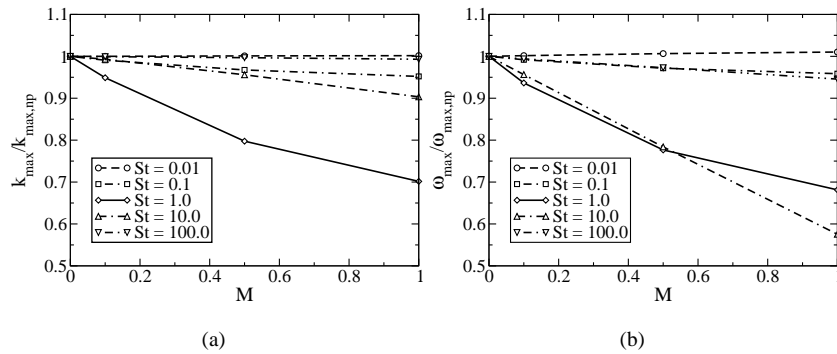 1.1
1
0.9
0.8
0.7
0.6
0.5
k_max/k_max,np
St = 0.01
St = 0.1
St = 1.0
St = 10.0
St = 100.0
0 0.2 0.4 0.6 0.8 1
M
(a)
1.1
1
0.9
0.8
0.7
0.6
0.5
ω_max/ω_max,np
St = 0.01
St = 0.1
St = 1.0
St = 10.0
St = 100.0
0 0.2 0.4 0.6 0.8 1
M
(b)